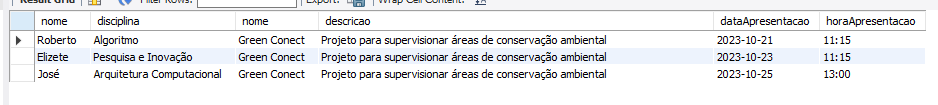 Result Grid Filter Rows: Export: Wrap Cell Content:
nome disciplina nome descricao dataApresentacao horaApresentacao
Roberto Algoritmo Green Conect Projeto para supervisionar áreas de conservação ambiental 2023-10-21 11:15
Elizete Pesquisa e Inovação Green Conect Projeto para supervisionar áreas de conservação ambiental 2023-10-23 11:15
José Arquitetura Computacional Green Conect Projeto para supervisionar áreas de conservação ambiental 2023-10-25 13:00